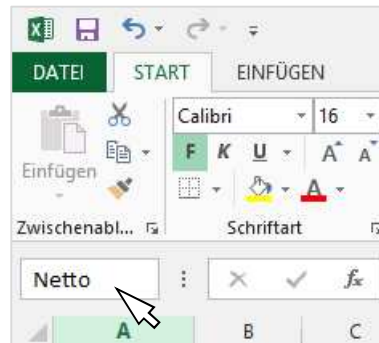 DATEI START EINFÜGEN
Calibri 16
F K U A A
Einfügen A
Zwischenabl... Schriftart
Netto fx
A B C